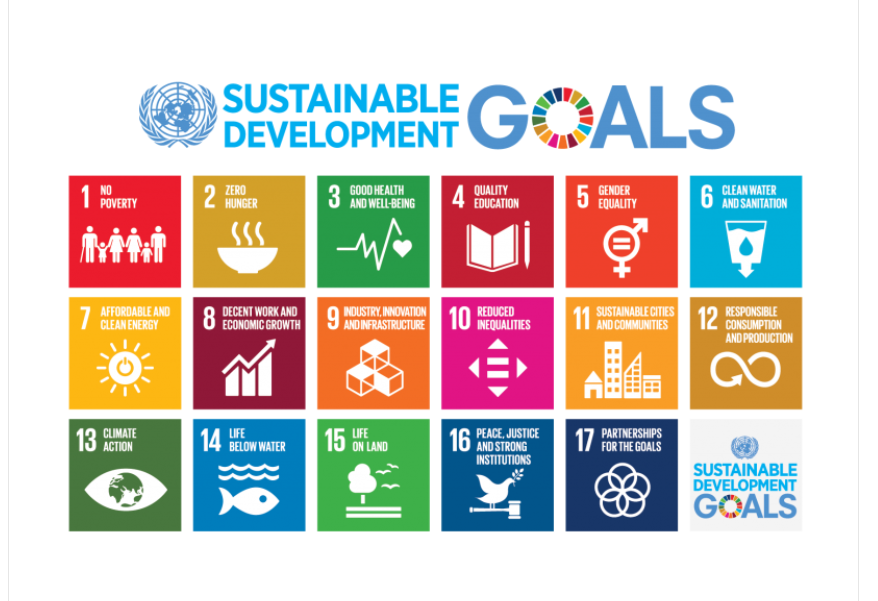 SUSTAINABLE
DEVELOPMENT
GOALS
1 NO
POVERTY
2 ZERO
HUNGER
3 GOOD HEALTH
AND WELL-BEING
4 QUALITY
EDUCATION
5 GENDER
EQUALITY
6 CLEAN WATER
AND SANITATION
7 AFFORDABLE AND
CLEAN ENERGY
8 DECENT WORK AND
ECONOMIC GROWTH
9 INDUSTRY, INNOVATION
AND INFRASTRUCTURE
10 REDUCED
INEQUALITIES
11 SUSTAINABLE CITIES
AND COMMUNITIES
12 RESPONSIBLE
CONSUMPTION
AND PRODUCTION
13 CLIMATE
ACTION
14 LIFE
BELOW WATER
15 LIFE
ON LAND
16 PEACE, JUSTICE
AND STRONG
INSTITUTIONS
17 PARTNERSHIPS
FOR THE GOALS
SUSTAINABLE
DEVELOPMENT
GOALS